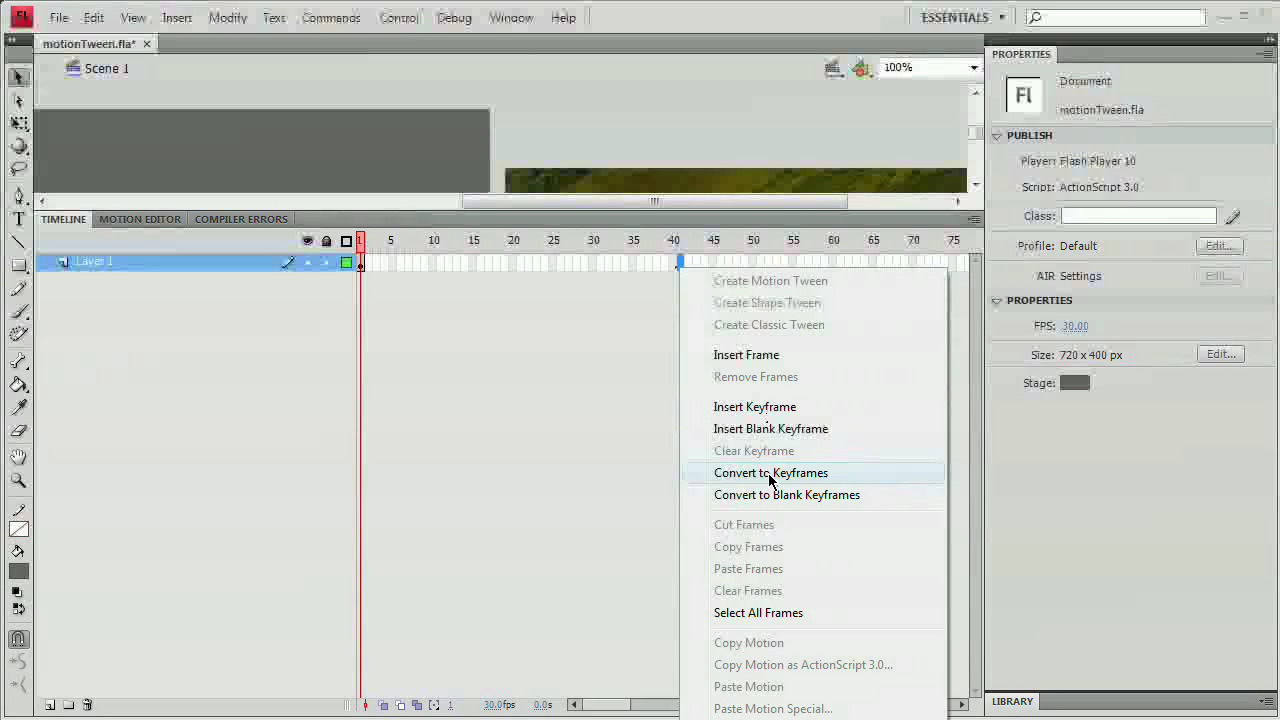 Fl File Edit View Insert Modify Text Commands Control Debug Window Help ESSENTIALS
motionTween.fla*
Scene 1 100%
TIMELINE MOTION EDITOR COMPILER ERRORS
1 5 10 15 20 25 30 35 40 45 50 55 60 65 70 75
Layer 1
Create Motion Tween
Create Shape Tween
Create Classic Tween
Insert Frame
Remove Frames
Insert Keyframe
Insert Blank Keyframe
Clear Keyframe
Convert to Keyframes
Convert to Blank Keyframes
Cut Frames
Copy Frames
Paste Frames
Clear Frames
Select All Frames
Copy Motion
Copy Motion as ActionScript 3.0...
Paste Motion
Paste Motion Special...
1 30.0fps 0.0s
PROPERTIES
Fl Document
motionTween.fla
PUBLISH
Player: Flash Player 10
Script: ActionScript 3.0
Class:
Profile: Default Edit...
AIR Settings Edit...
PROPERTIES
FPS: 30.00
Size: 720 x 400 px Edit...
Stage:
LIBRARY